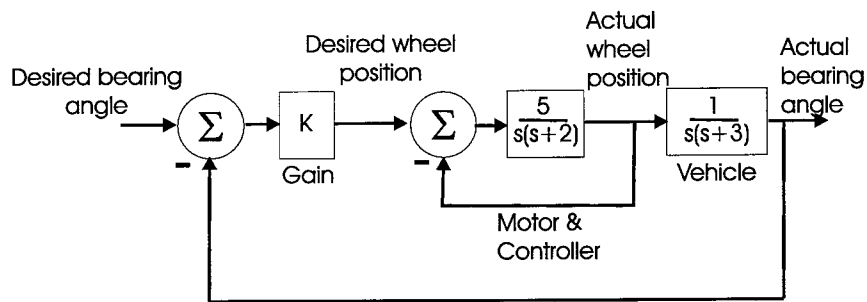 Desired bearing
angle
Σ
−
K
Gain
Desired wheel
position
Σ
−
5
s(s+2)
Motor &
Controller
Actual
wheel
position
1
s(s+3)
Vehicle
Actual
bearing
angle